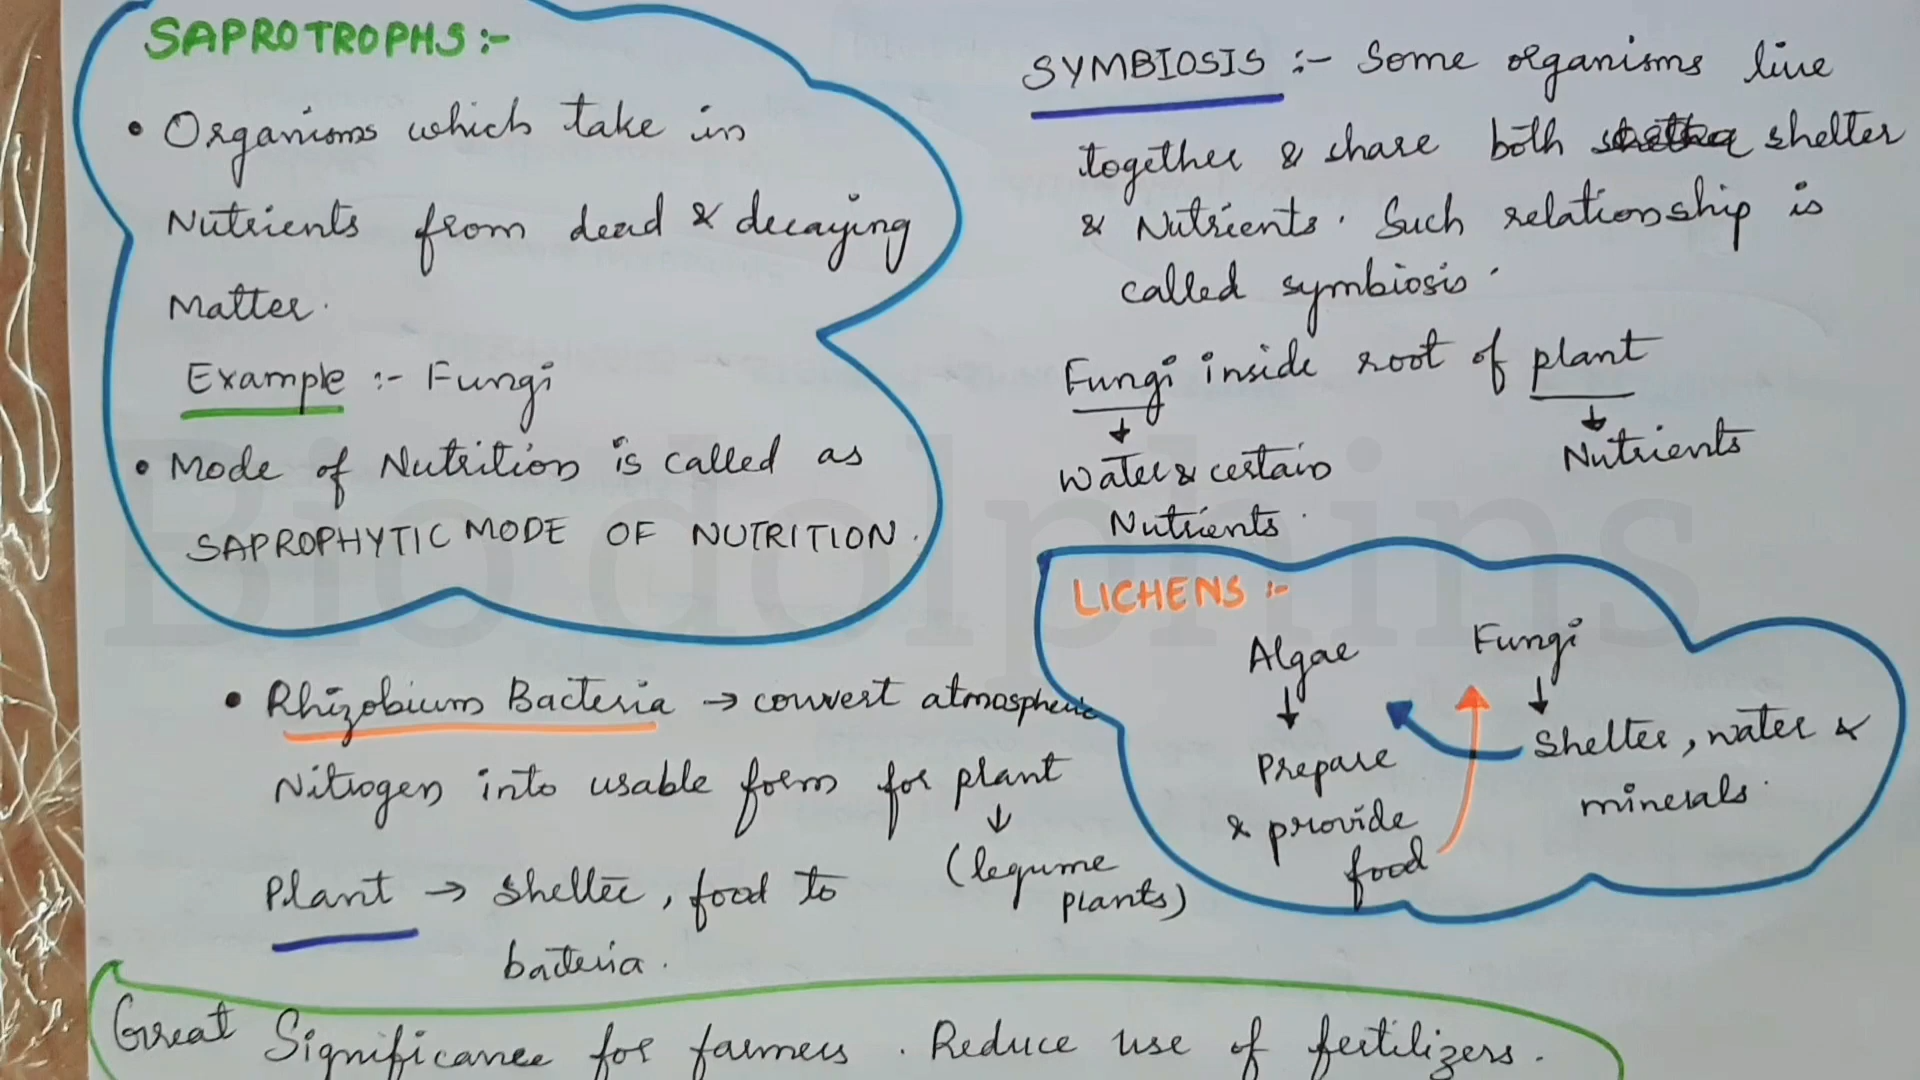 SAPROTROPHS :-
• Organisms which take in
Nutrients from dead & decaying
Matter.
Example :- Fungi
• Mode of Nutrition is called as
SAPROPHYTIC MODE OF NUTRITION.
SYMBIOSIS :- Some organisms live
together & share both shelter
& Nutrients. Such relationship is
called symbiosis.
Fungi inside root of plant
↓ ↓
Water & certain Nutrients
Nutrients.
LICHENS :-
Algae Fungi
↓ ↓
Prepare Shelter, water &
& provide minerals.
food
• Rhizobium Bacteria → convert atmospheric
Nitrogen into usable form for plant
↓
(legume
plants)
Plant → Shelter, food to
bacteria.
Great Significance for farmers. Reduce use of fertilizers.
Bio dolphins